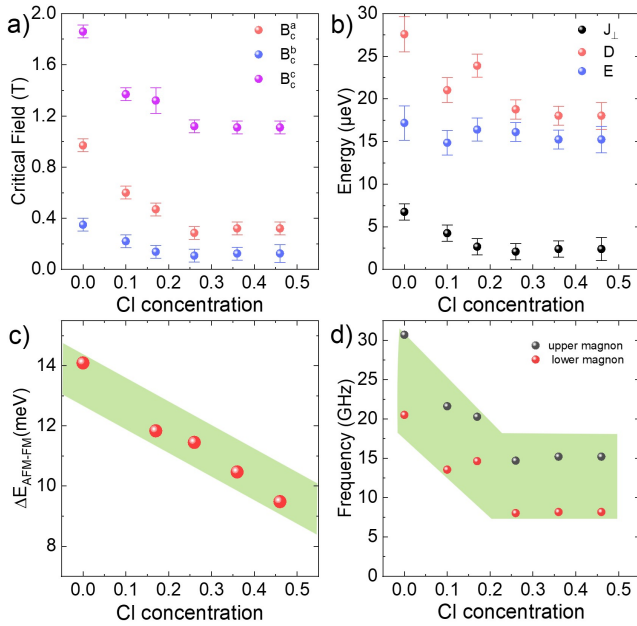 a)
B_c^a
B_c^b
B_c^c
Critical Field (T)
1.8
1.2
0.6
0.4
0.0
0.0 0.1 0.2 0.3 0.4 0.5
Cl concentration
b)
J⊥
D
E
Energy (μeV)
30
25
20
15
10
5
0
0.0 0.1 0.2 0.3 0.4 0.5
Cl concentration
c)
ΔE_AFM-FM(meV)
14
12
10
8
0.0 0.1 0.2 0.3 0.4 0.5
Cl concentration
d)
upper magnon
lower magnon
Frequency (GHz)
30
25
20
15
10
5
0
0.0 0.1 0.2 0.3 0.4 0.5
Cl concentration